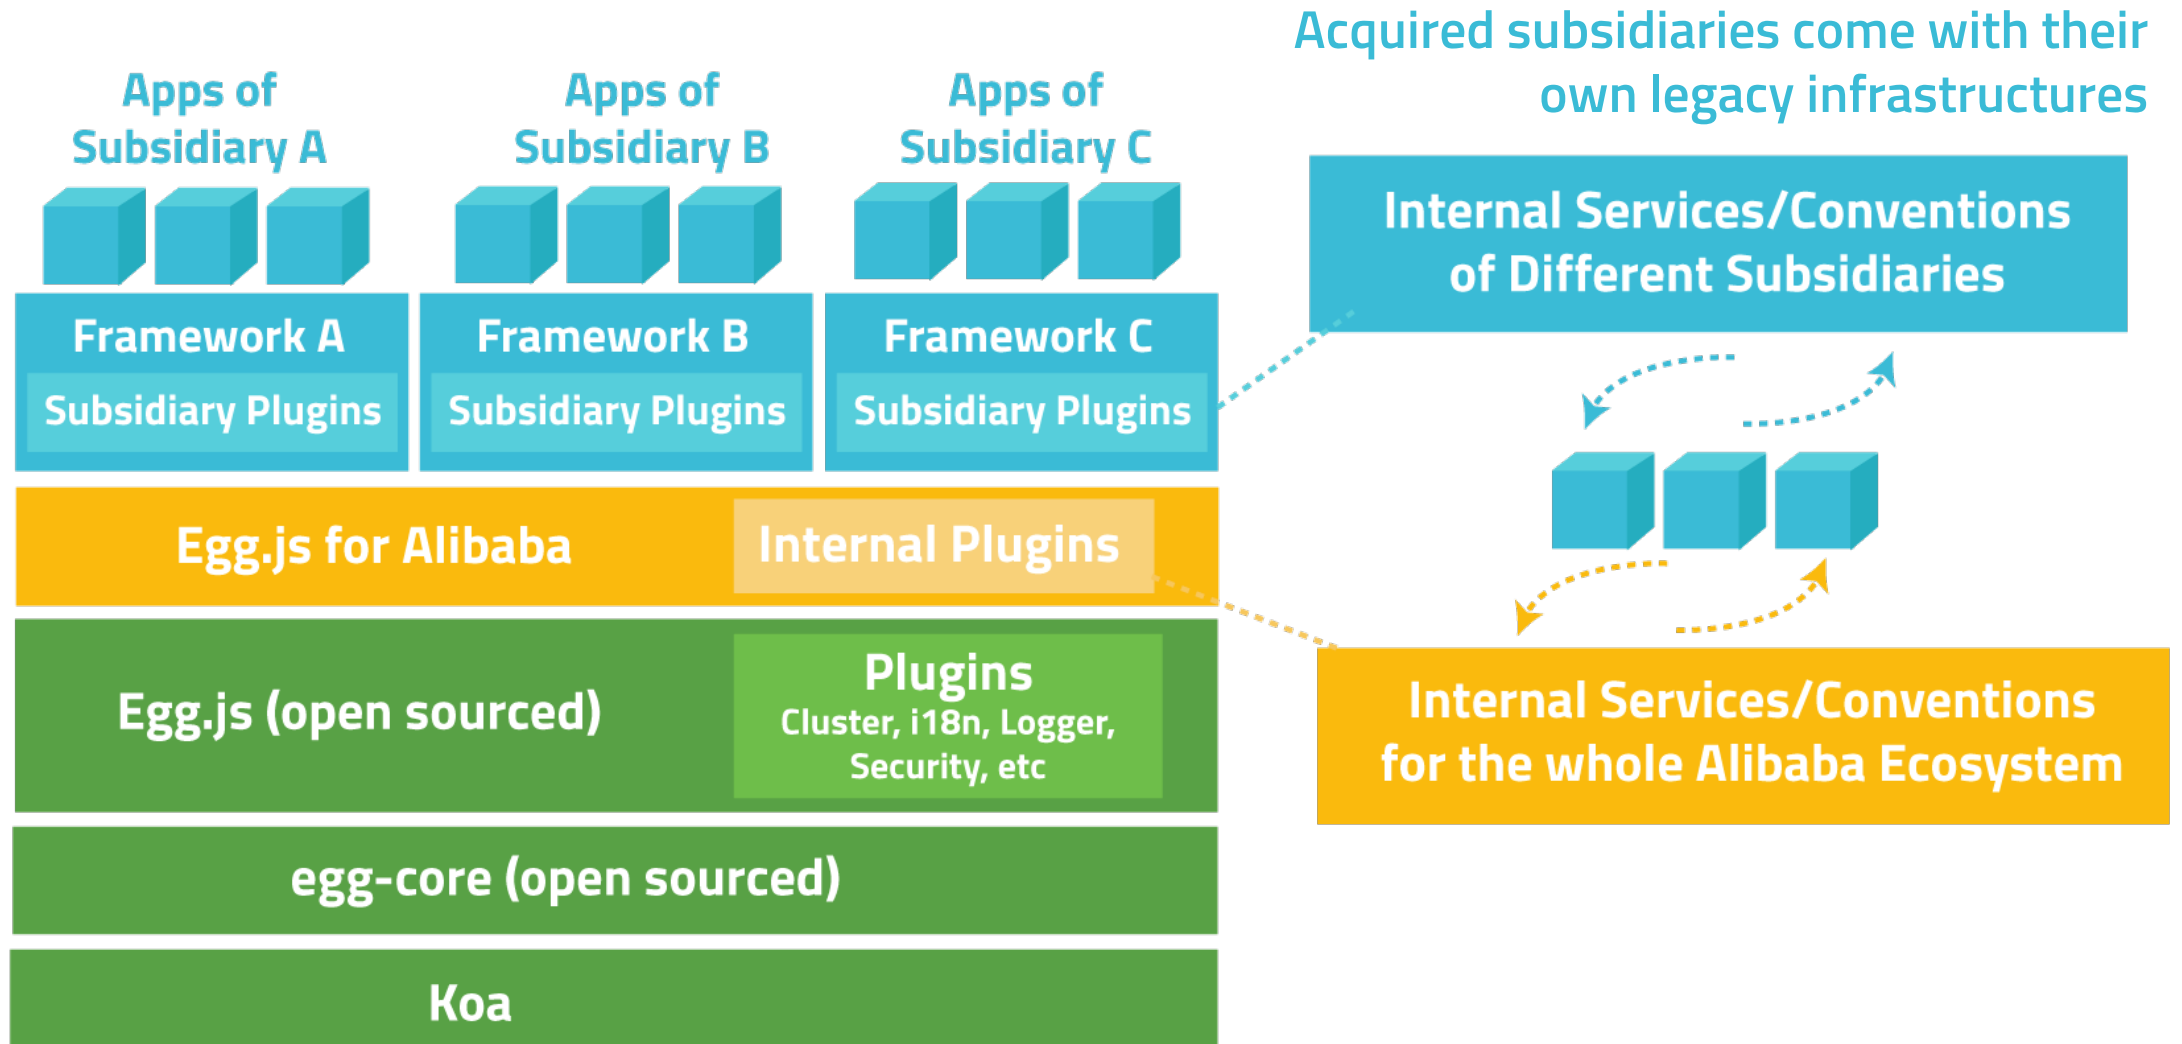 Acquired subsidiaries come with their
own legacy infrastructures
Apps of
Subsidiary A
Apps of
Subsidiary B
Apps of
Subsidiary C
Framework A
Subsidiary Plugins
Framework B
Subsidiary Plugins
Framework C
Subsidiary Plugins
Internal Services/Conventions
of Different Subsidiaries
Egg.js for Alibaba
Internal Plugins
Egg.js (open sourced)
Plugins
Cluster, i18n, Logger,
Security, etc
Internal Services/Conventions
for the whole Alibaba Ecosystem
egg-core (open sourced)
Koa